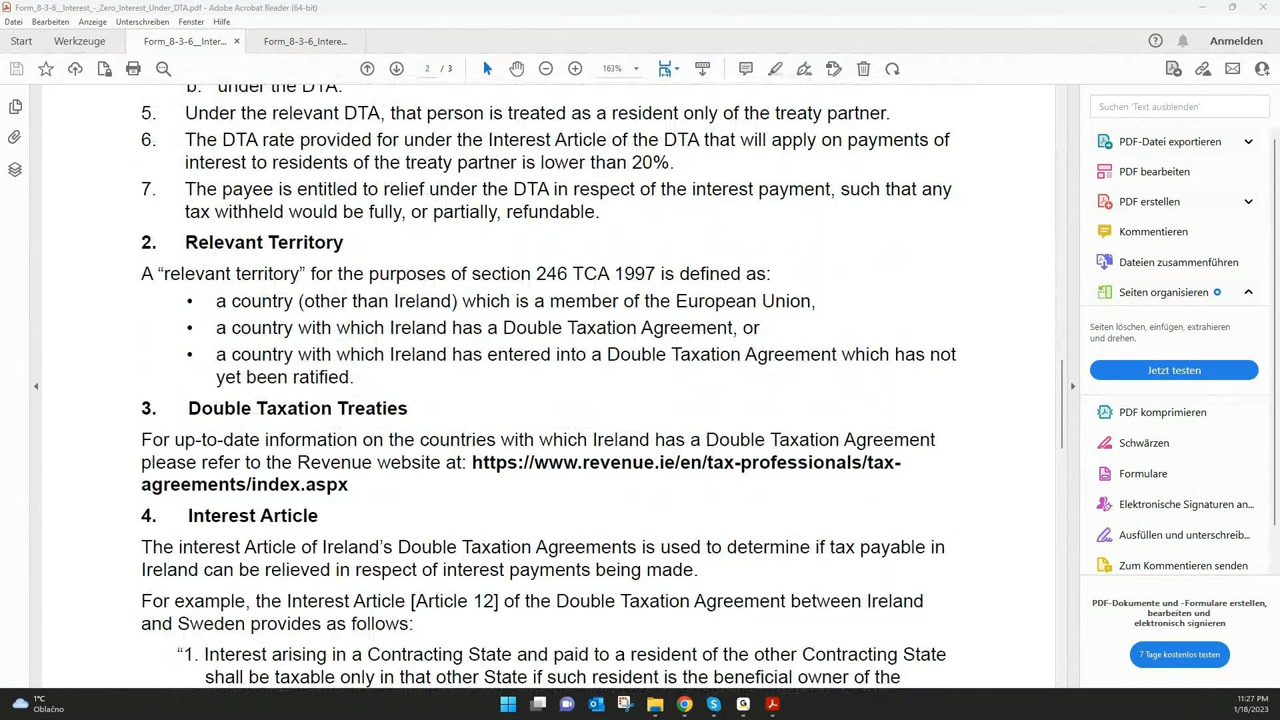 Form_8-3-6__Interest_-_Zero_Interest_Under_DTA.pdf - Adobe Acrobat Reader (64-bit)
Datei Bearbeiten Anzeige Unterschreiben Fenster Hilfe
Start Werkzeuge Form_8-3-6__Inter... × Form_8-3-6_Intere... Anmelden
2 / 3 163%
b. under the DTA.
5. Under the relevant DTA, that person is treated as a resident only of the treaty partner.
6. The DTA rate provided for under the Interest Article of the DTA that will apply on payments of
interest to residents of the treaty partner is lower than 20%.
7. The payee is entitled to relief under the DTA in respect of the interest payment, such that any
tax withheld would be fully, or partially, refundable.
2. Relevant Territory
A “relevant territory” for the purposes of section 246 TCA 1997 is defined as:
• a country (other than Ireland) which is a member of the European Union,
• a country with which Ireland has a Double Taxation Agreement, or
• a country with which Ireland has entered into a Double Taxation Agreement which has not
yet been ratified.
3. Double Taxation Treaties
For up-to-date information on the countries with which Ireland has a Double Taxation Agreement
please refer to the Revenue website at: https://www.revenue.ie/en/tax-professionals/tax-
agreements/index.aspx
4. Interest Article
The interest Article of Ireland’s Double Taxation Agreements is used to determine if tax payable in
Ireland can be relieved in respect of interest payments being made.
For example, the Interest Article [Article 12] of the Double Taxation Agreement between Ireland
and Sweden provides as follows:
“1. Interest arising in a Contracting State and paid to a resident of the other Contracting State
shall be taxable only in that other State if such resident is the beneficial owner of the
Suchen 'Text ausblenden'
PDF-Datei exportieren
PDF bearbeiten
PDF erstellen
Kommentieren
Dateien zusammenführen
Seiten organisieren
Seiten löschen, einfügen, extrahieren
und drehen.
Jetzt testen
PDF komprimieren
Schwärzen
Formulare
Elektronische Signaturen an...
Ausfüllen und unterschreib...
Zum Kommentieren senden
PDF-Dokumente und -Formulare erstellen,
bearbeiten und
elektronisch signieren
7 Tage kostenlos testen
1°C
Oblačno
11:27 PM
1/18/2023